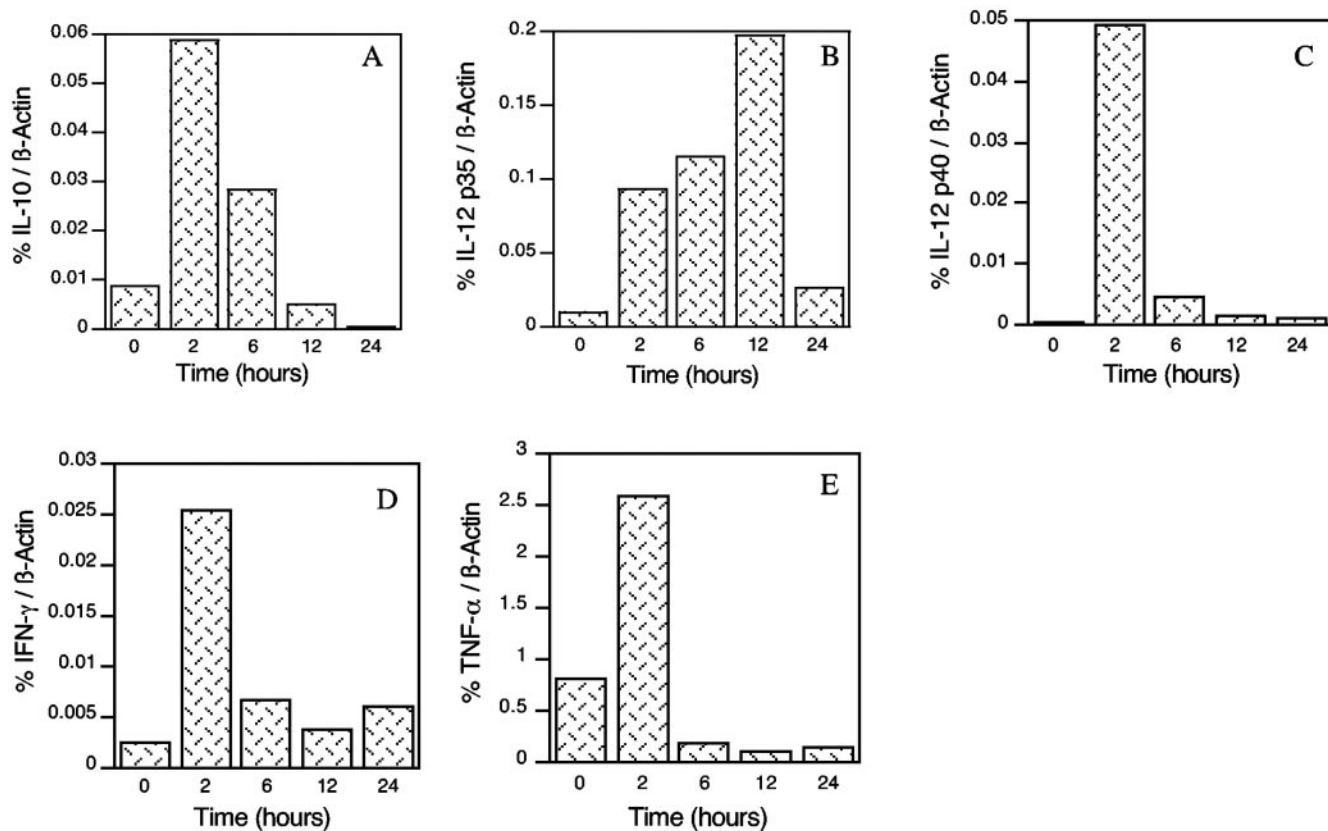 A
% IL-10 / ß-Actin
0.06
0.06
0.04
0.03
0.02
0.01
0
0 2 6 12 24
Time (hours)
B
% IL-12 p35 / ß-Actin
0.2
0.15
0.1
0.05
0
0 2 6 12 24
Time (hours)
C
% IL-12 p40 / ß-Actin
0.05
0.04
0.03
0.02
0.01
0
0 2 6 12 24
Time (hours)
D
% IFN-γ / ß-Actin
0.03
0.025
0.02
0.015
0.01
0.005
0
0 2 6 12 24
Time (hours)
E
% TNF-α / ß-Actin
3
2.5
2
1.5
1
0.5
0
0 2 6 12 24
Time (hours)